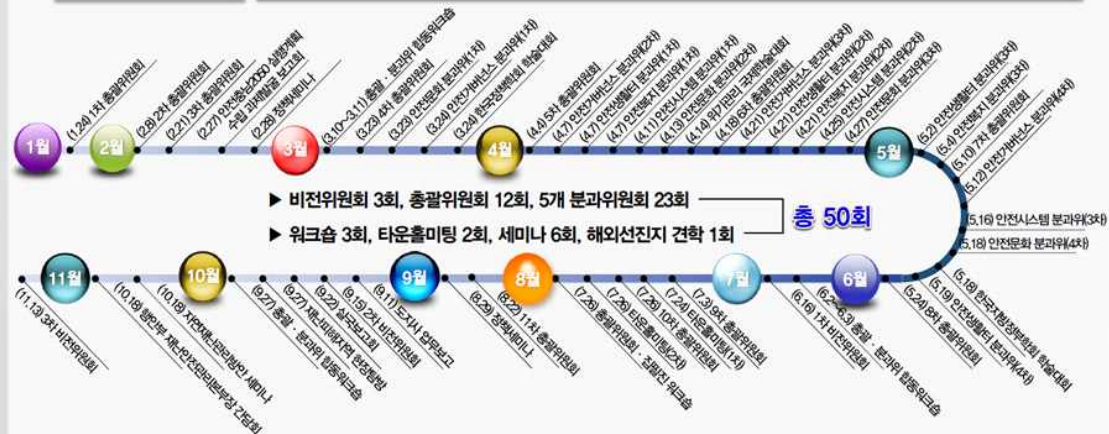 1월
(1.24) 1차 총괄위원회
2월
(2.8) 2차 총괄위원회
(2.21) 3차 총괄위원회
(2.27) 안전충남2050 실행계획
수립 과제발굴 보고회
(2.28) 정책세미나
3월
(3.10~3.11) 총괄·분과위 합동워크숍
(3.23) 4차 총괄위원회
(3.23) 안전문화 분과위(1차)
(3.24) 안전거버넌스 분과위(1차)
(3.24) 한국정책학회 학술대회
4월
(4.4) 5차 총괄위원회
(4.7) 안전거버넌스 분과위(2차)
(4.7) 안전생활터 분과위(1차)
(4.7) 안전복지 분과위(1차)
(4.11) 안전시스템 분과위(1차)
(4.13) 안전문화 분과위(2차)
(4.14) 위기관리 국제학술대회
(4.18) 6차 총괄위원회
(4.21) 안전거버넌스 분과위(3차)
(4.21) 안전생활터 분과위(2차)
(4.21) 안전복지 분과위(2차)
(4.25) 안전시스템 분과위(2차)
(4.27) 안전문화 분과위(3차)
5월
(5.2) 안전생활터 분과위(3차)
(5.4) 안전복지 분과위(3차)
(5.10) 7차 총괄위원회
(5.12) 안전거버넌스 분과위(4차)
(5.16) 안전시스템 분과위(3차)
(5.18) 안전문화 분과위(4차)
(5.18) 한국지방정부학회 학술대회
(5.19) 안전생활터 분과위(4차)
(5.24) 8차 총괄위원회
▶ 비전위원회 3회, 총괄위원회 12회, 5개 분과위원회 23회
▶ 워크숍 3회, 타운홀미팅 2회, 세미나 6회, 해외선진지 견학 1회
총 50회
6월
6.3) 총괄·분과위 합동워크숍
(6.16) 1차 비전위원회
7월
(7.3) 9차 총괄위원회
(7.24) 타운홀미팅(1차)
(7.26) 10차 총괄위원회
(7.26) 타운홀미팅(2차)
(7.26) 총괄위원회·집필진 워크숍
8월
(8.22) 11차 총괄위원회
(8.29) 정책세미나
9월
(9.11) 도지사 업무보고
(9.15) 2차 비전위원회
(9.22) 실국보고회
(9.27) 재난피해지역 현장탐방
(9.27) 총괄·분과위 합동워크숍
10월
(10.18) 자연재난관리방안 세미나
(10.18) 행안부 재난안전관리본부장 간담회
11월
(11.13) 3차 비전위원회